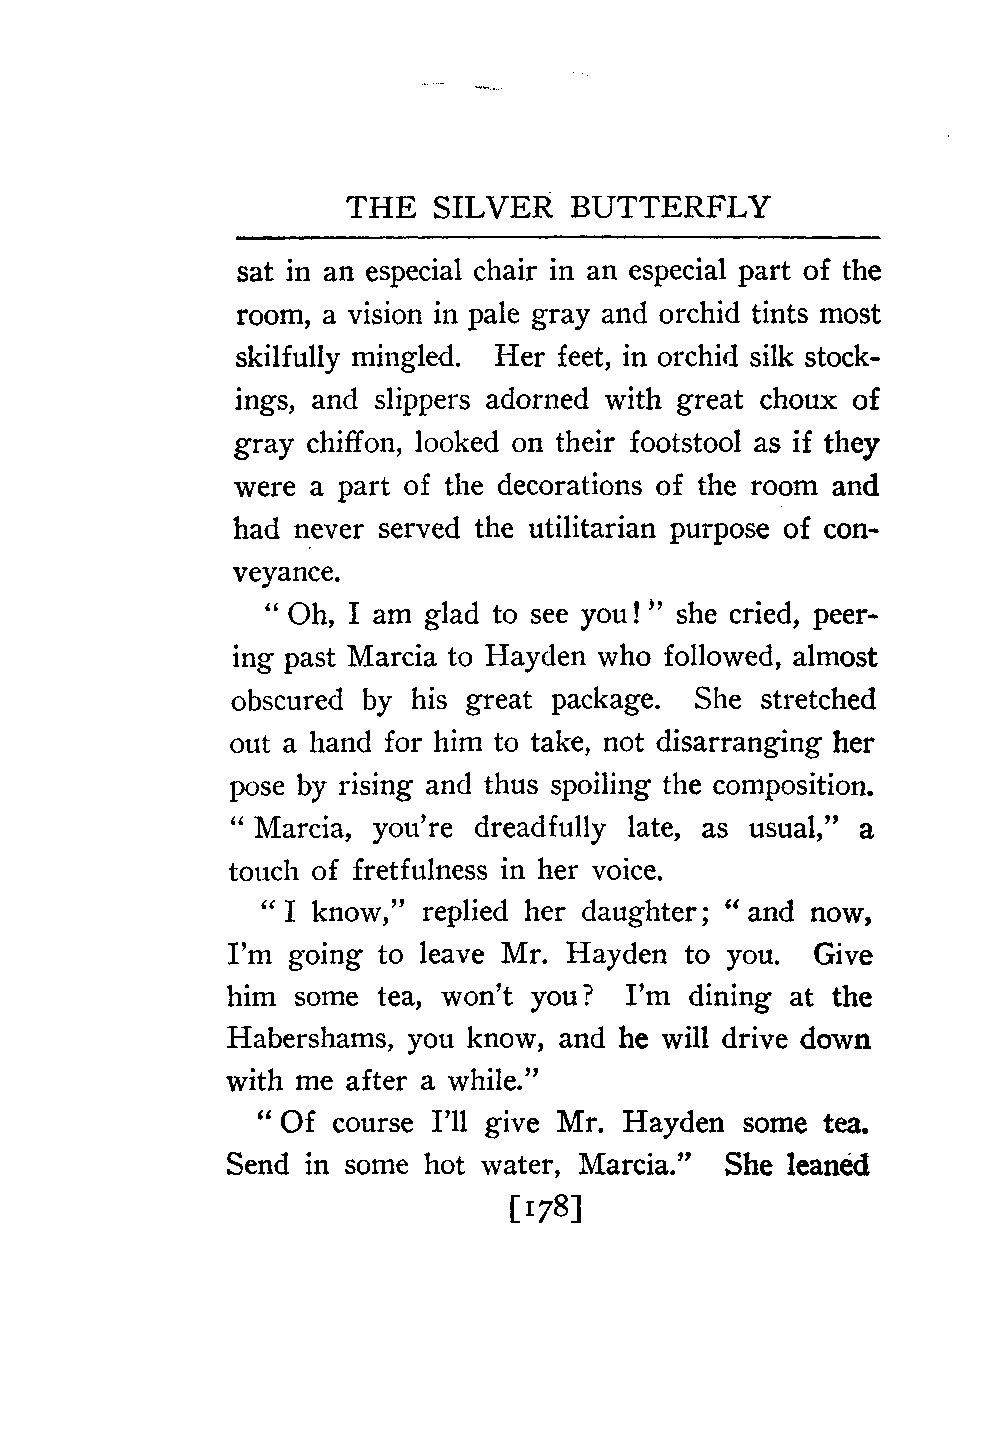 THE SILVER BUTTERFLY
sat in an especial chair in an especial part of the
room, a vision in pale gray and orchid tints most
skilfully mingled. Her feet, in orchid silk stock-
ings, and slippers adorned with great choux of
gray chiffon, looked on their footstool as if they
were a part of the decorations of the room and
had never served the utilitarian purpose of con-
veyance.
“ Oh, I am glad to see you! ” she cried, peer-
ing past Marcia to Hayden who followed, almost
obscured by his great package. She stretched
out a hand for him to take, not disarranging her
pose by rising and thus spoiling the composition.
“ Marcia, you’re dreadfully late, as usual,” a
touch of fretfulness in her voice.
“ I know,” replied her daughter; “ and now,
I’m going to leave Mr. Hayden to you. Give
him some tea, won’t you? I’m dining at the
Habershams, you know, and he will drive down
with me after a while.”
“ Of course I’ll give Mr. Hayden some tea.
Send in some hot water, Marcia.” She leaned
[178]